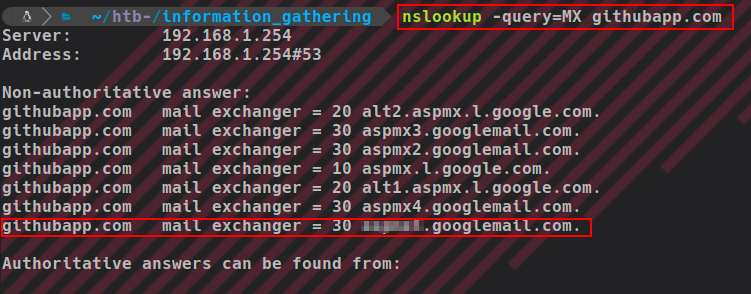 ~/htb-/information_gathering nslookup -query=MX githubapp.com
Server: 192.168.1.254
Address: 192.168.1.254#53
Non-authoritative answer:
githubapp.com mail exchanger = 20 alt2.aspmx.l.google.com.
githubapp.com mail exchanger = 30 aspmx3.googlemail.com.
githubapp.com mail exchanger = 30 aspmx2.googlemail.com.
githubapp.com mail exchanger = 10 aspmx.l.google.com.
githubapp.com mail exchanger = 20 alt1.aspmx.l.google.com.
githubapp.com mail exchanger = 30 aspmx4.googlemail.com.
githubapp.com mail exchanger = 30 .googlemail.com.
Authoritative answers can be found from: